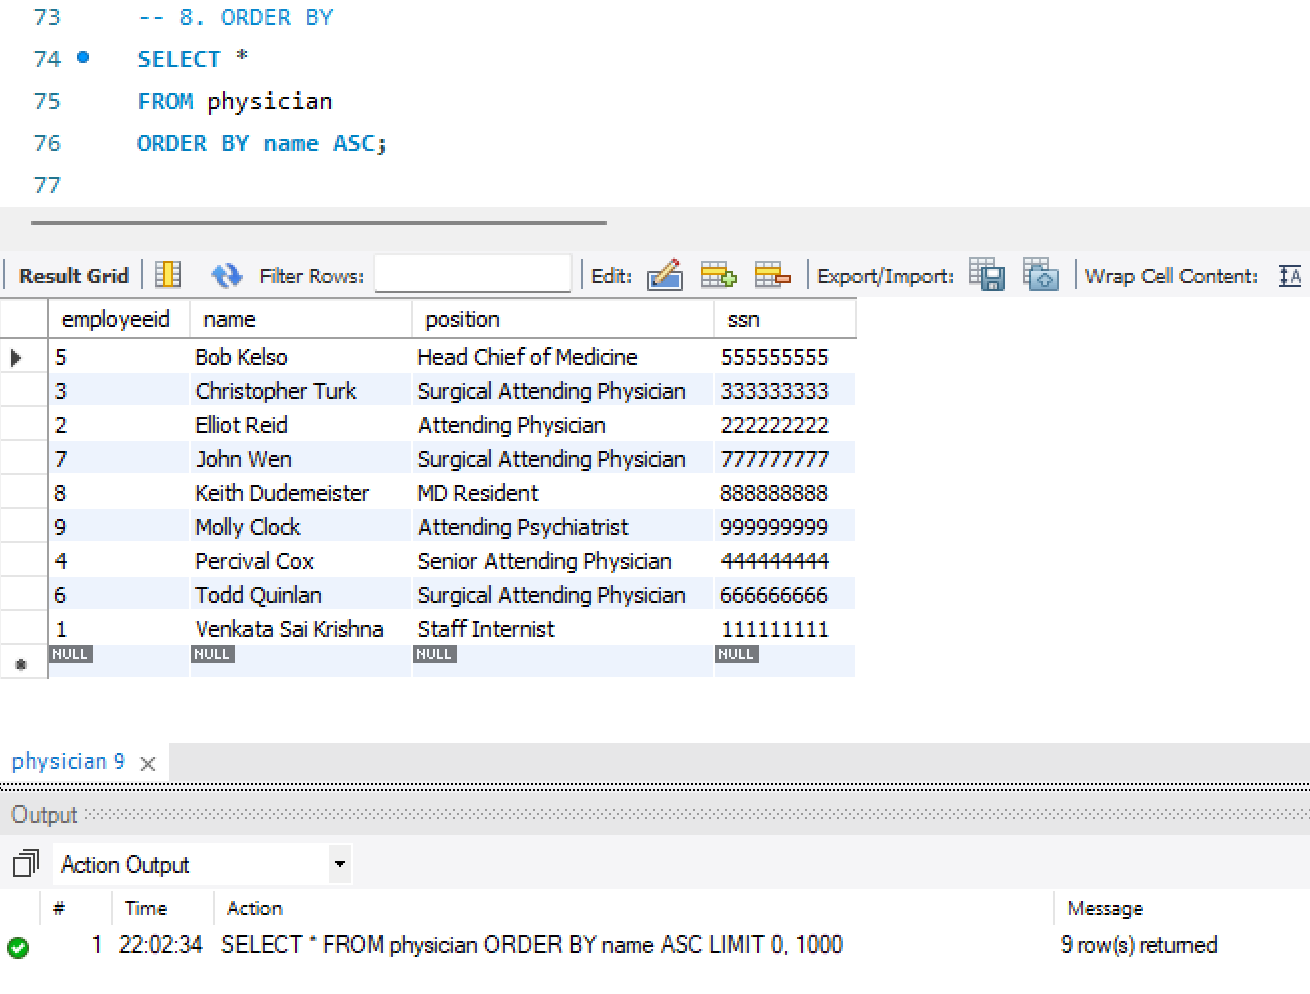 73 -- 8. ORDER BY
74 SELECT *
75 FROM physician
76 ORDER BY name ASC;
77
Result Grid Filter Rows: Edit: Export/Import: Wrap Cell Content: IA
employeeid name position ssn
5 Bob Kelso Head Chief of Medicine 555555555
3 Christopher Turk Surgical Attending Physician 333333333
2 Elliot Reid Attending Physician 222222222
7 John Wen Surgical Attending Physician 777777777
8 Keith Dudemeister MD Resident 888888888
9 Molly Clock Attending Psychiatrist 999999999
4 Percival Cox Senior Attending Physician 444444444
6 Todd Quinlan Surgical Attending Physician 666666666
1 Venkata Sai Krishna Staff Internist 111111111
NULL NULL NULL NULL
physician 9
Output
Action Output
# Time Action Message
1 22:02:34 SELECT * FROM physician ORDER BY name ASC LIMIT 0, 1000 9 row(s) returned